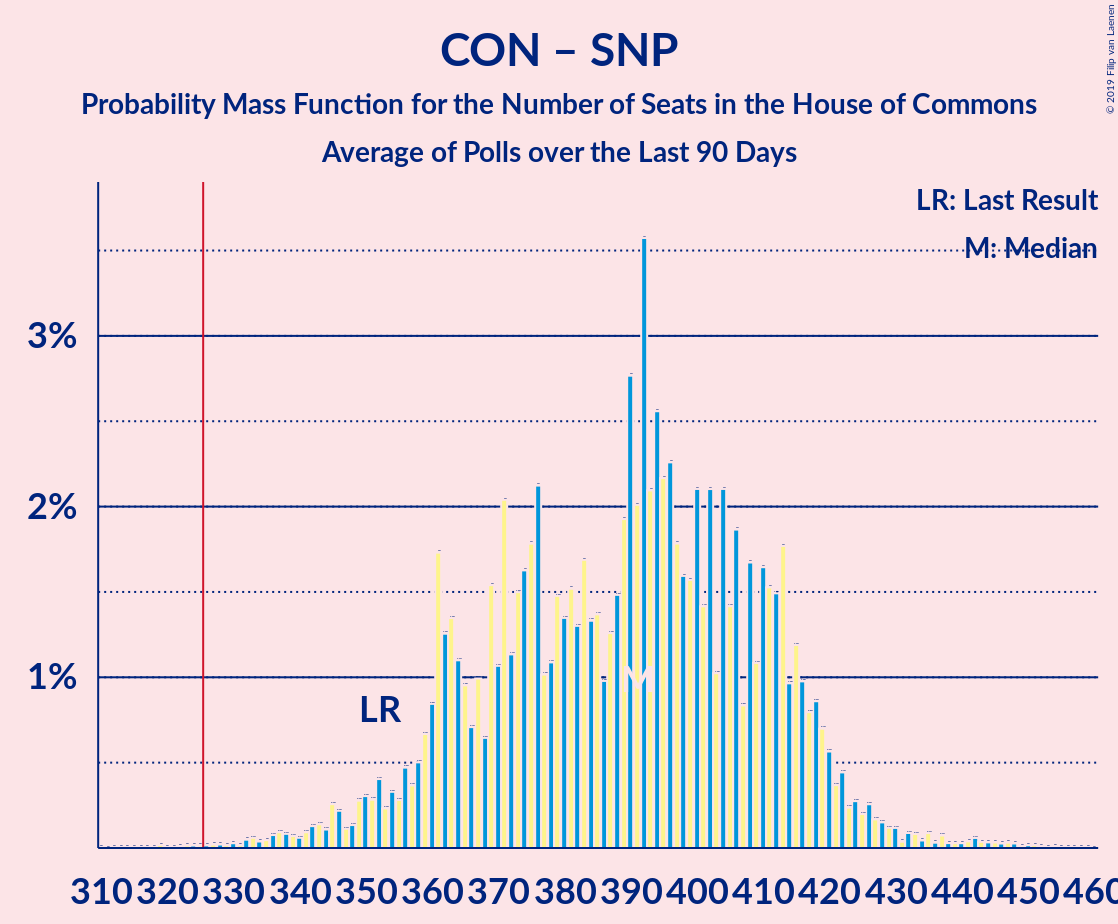 CON – SNP
Probability Mass Function for the Number of Seats in the House of Commons
Average of Polls over the Last 90 Days
© 2019 Filip van Laenen
LR: Last Result
M: Median
3%
2%
1%
LR
M
310 320 330 340 350 360 370 380 390 400 410 420 430 440 450 460